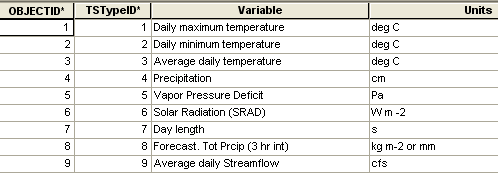 OBJECTID* TSTypeID* Variable Units
1 1 Daily maximum temperature deg C
2 2 Daily minimum temperature deg C
3 3 Average daily temperature deg C
4 4 Precipitation cm
5 5 Vapor Pressure Deficit Pa
6 6 Solar Radiation (SRAD) W m -2
7 7 Day length s
8 8 Forecast. Tot Prcip (3 hr int) kg m-2 or mm
9 9 Average daily Streamflow cfs